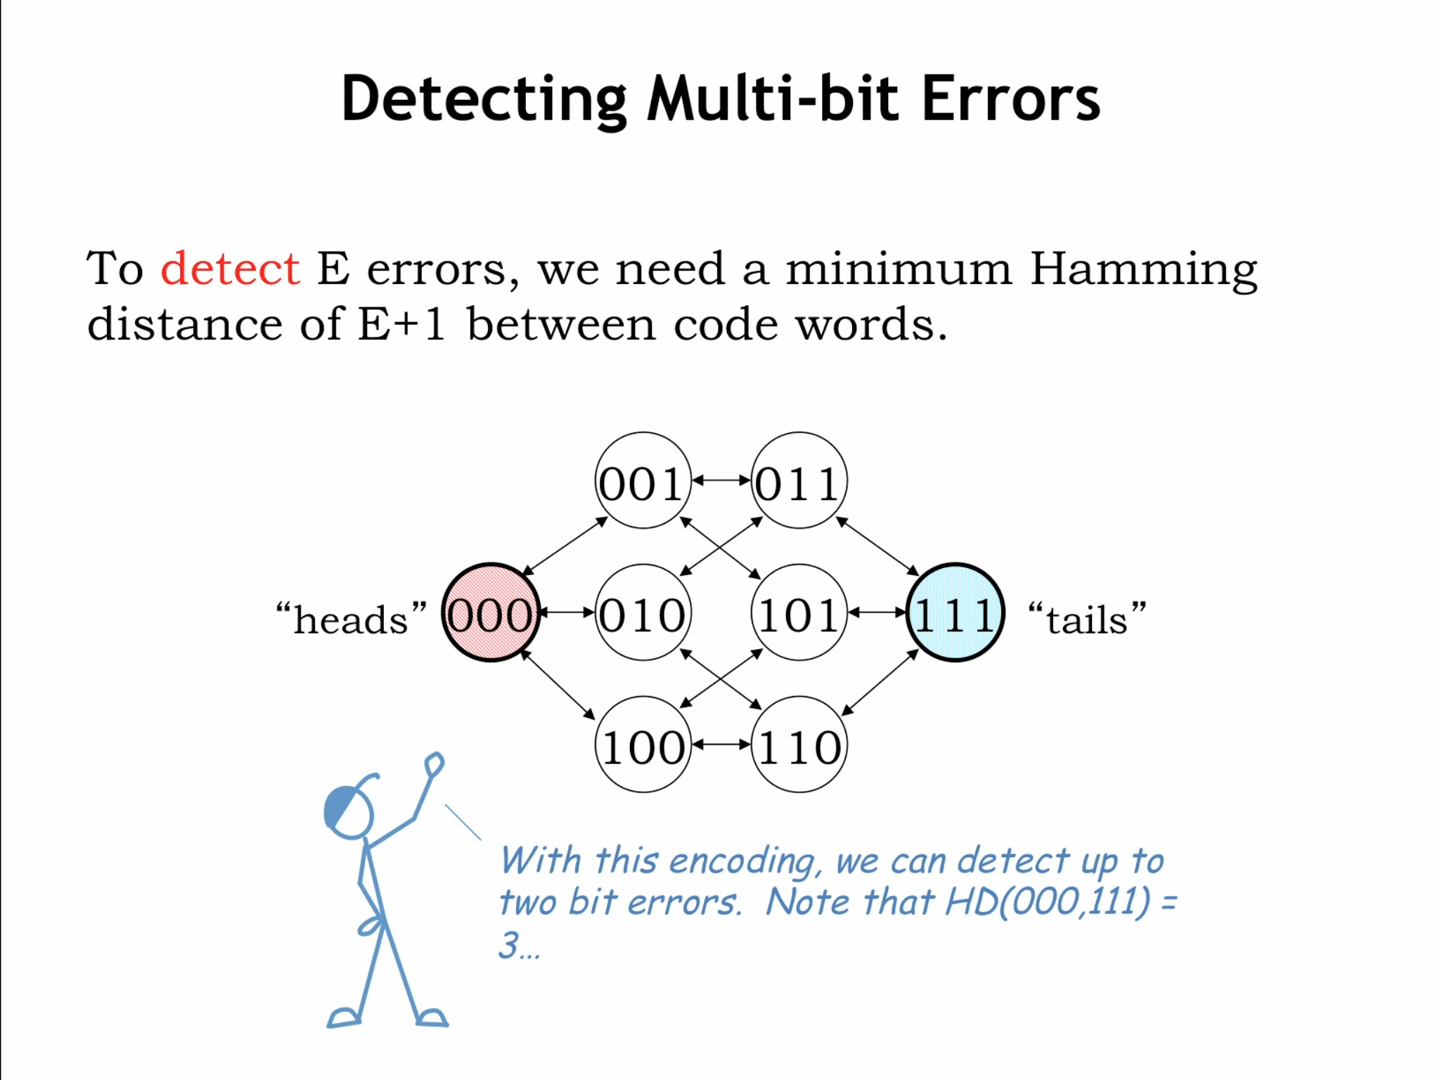 Detecting Multi-bit Errors
To detect E errors, we need a minimum Hamming
distance of E+1 between code words.
001 011
“heads” 000 010 101 111 “tails”
100 110
With this encoding, we can detect up to
two bit errors. Note that HD(000,111) =
3...